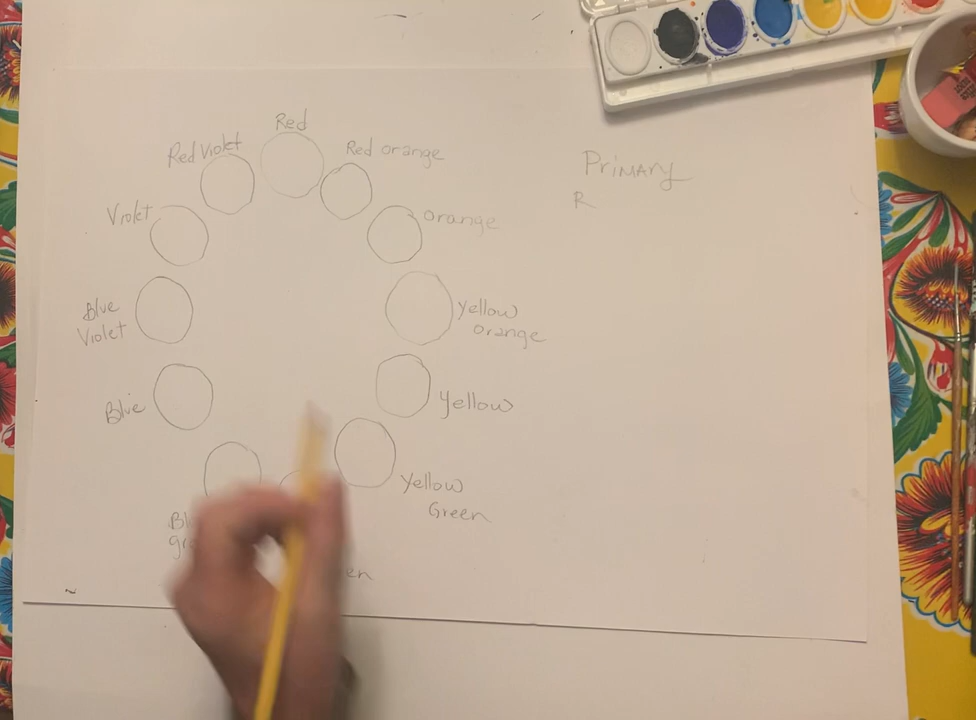 Red
Red Violet
Red orange
Primary
R
Violet
orange
Blue
Violet
Yellow
orange
Blue
Yellow
Yellow
Green